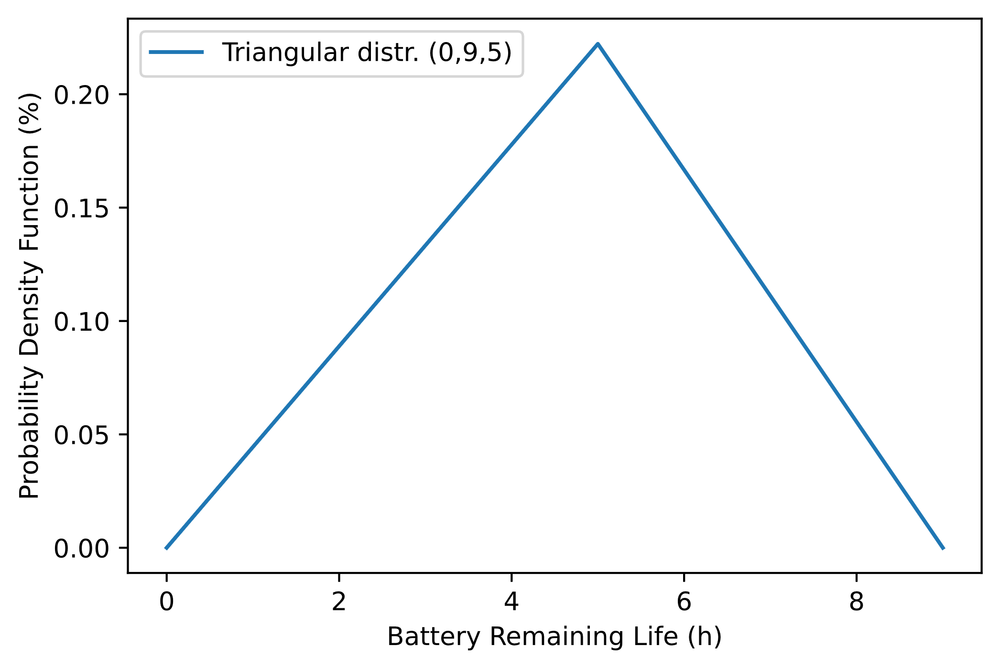 Triangular distr. (0,9,5)
Probability Density Function (%)
0.20
0.15
0.10
0.05
0.00
0 2 4 6 8
Battery Remaining Life (h)